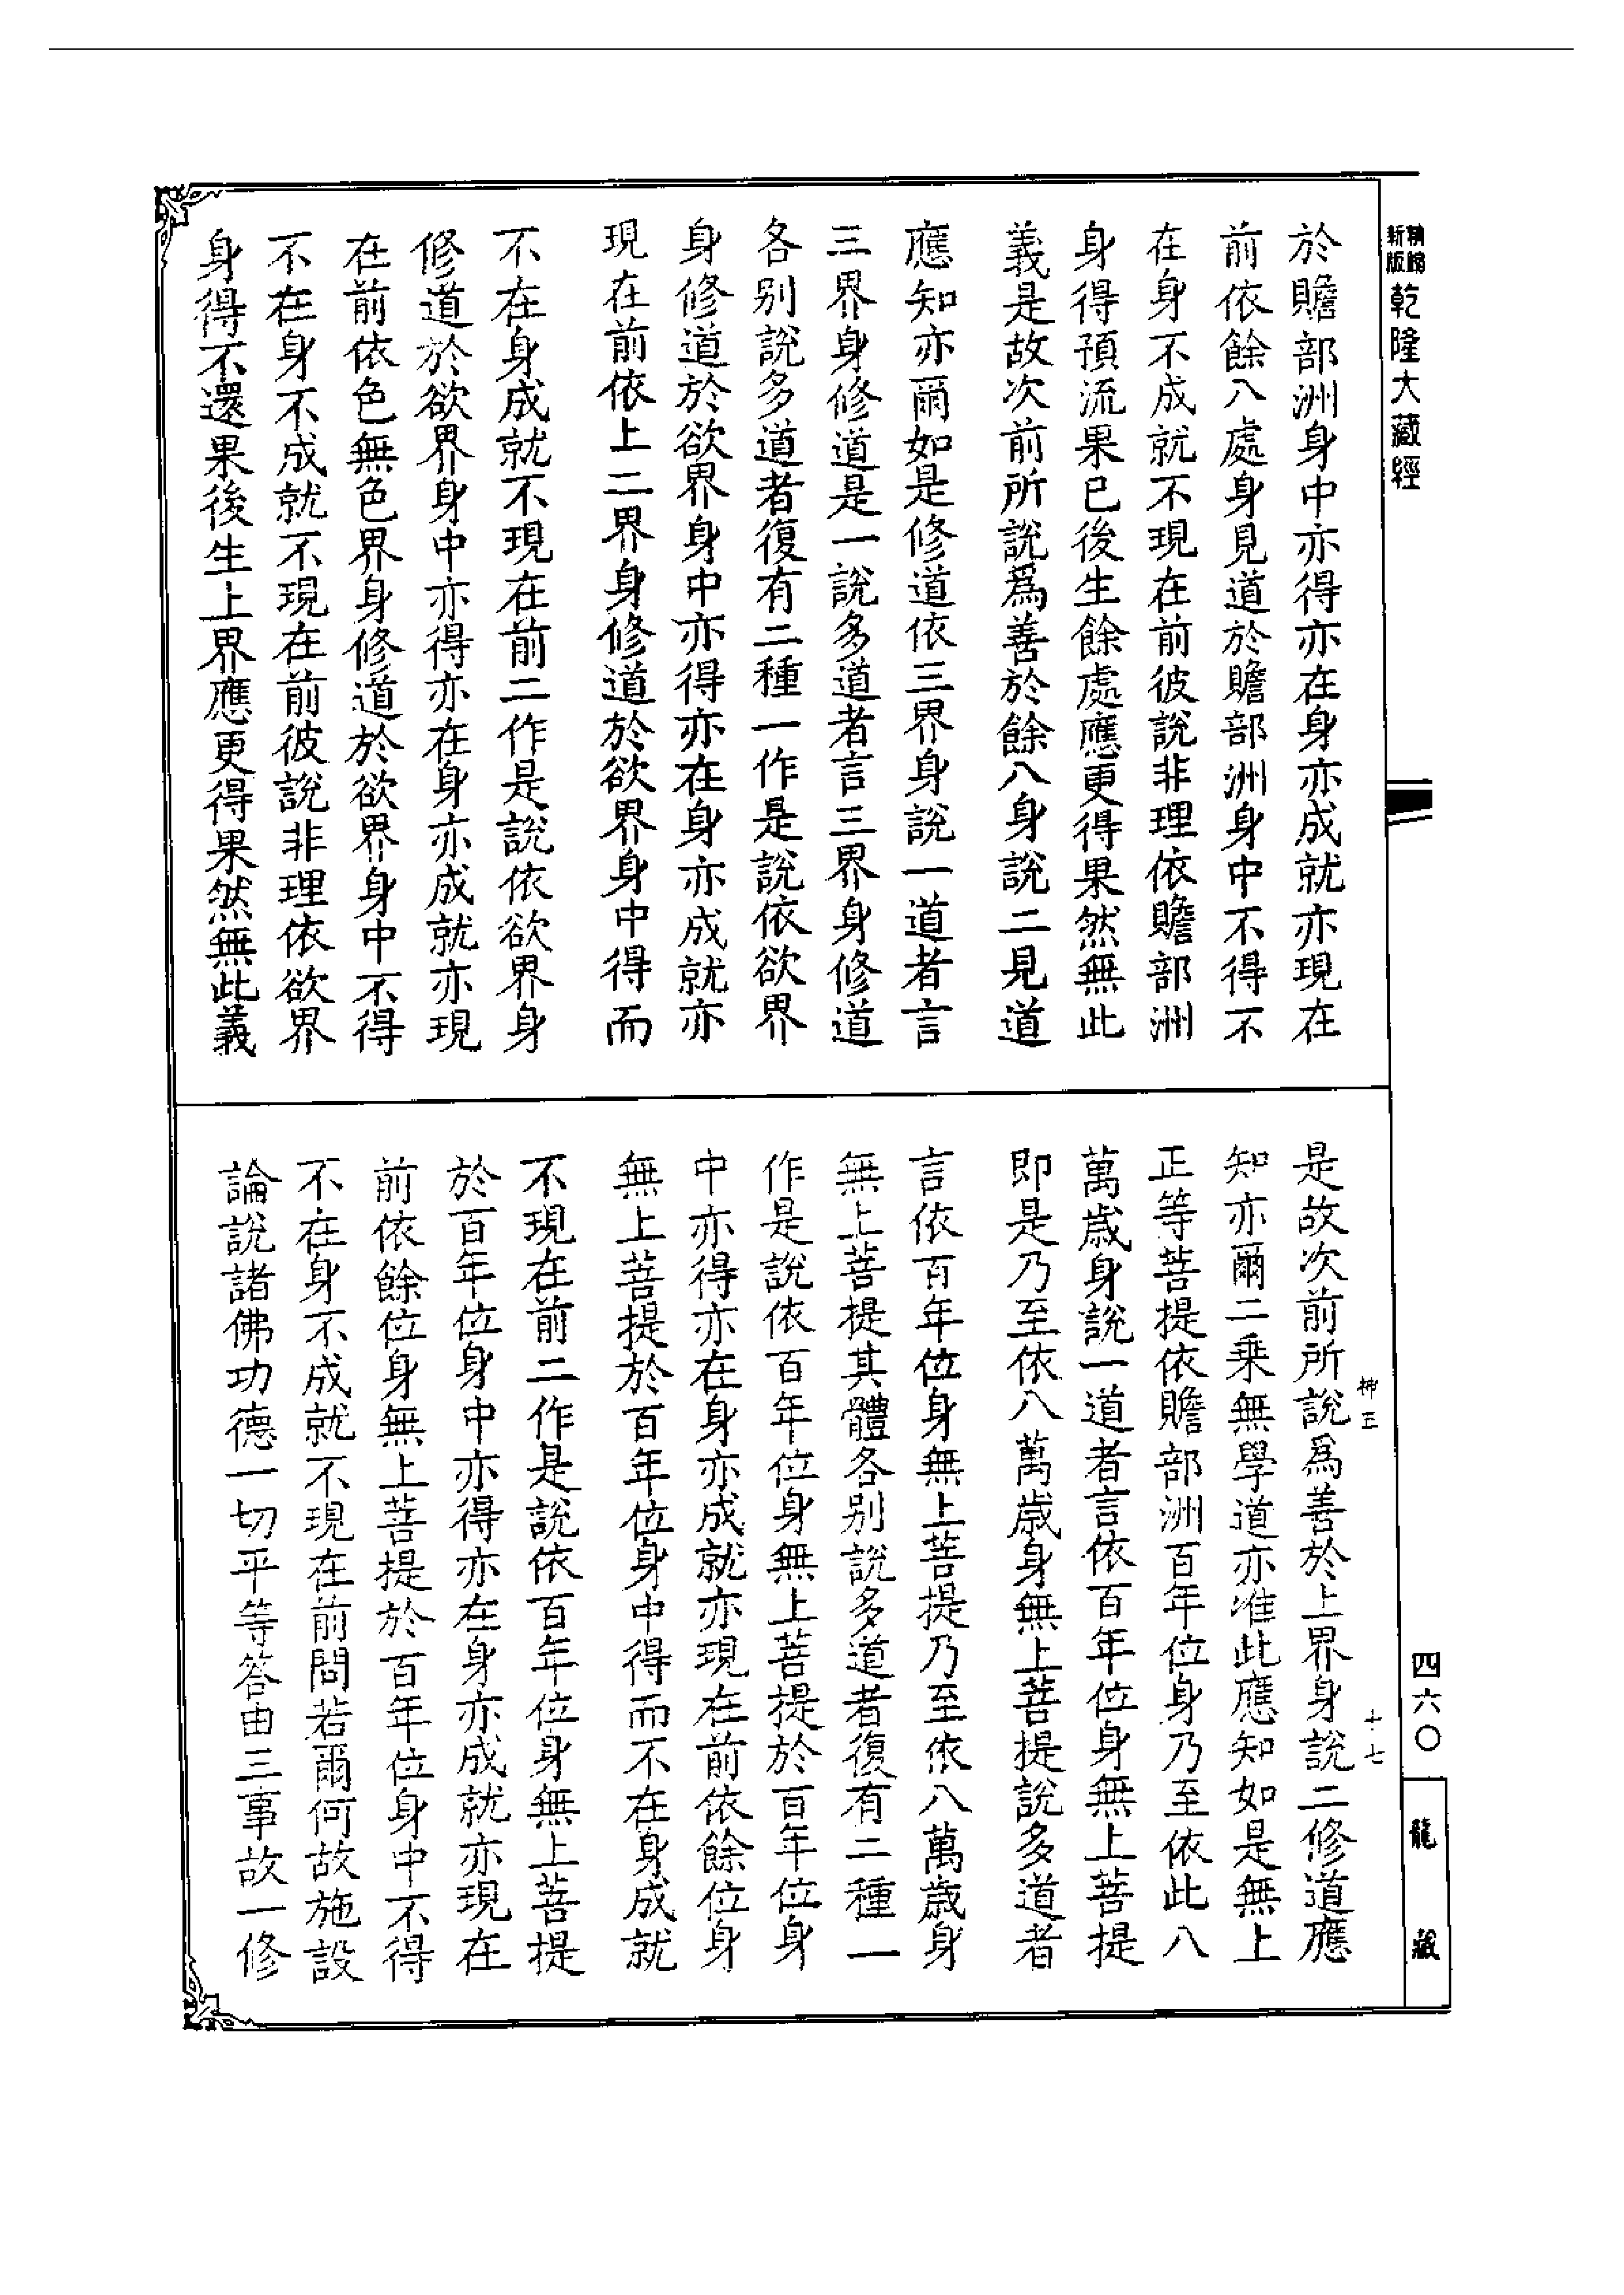 新版精縮乾隆大藏經
於贍部洲身中亦得亦在身亦成就亦現在
前依餘八處身見道於贍部洲身中不得不
在身不成就不現在前彼說非理依贍部洲
身得預流果已後生餘處應更得果然無此
義是故次前所說爲善於餘八身說二見道
應知亦爾如是修道依三界身說一道者言
三界身修道是一說多道者言三界身修道
各別說多道者復有二種一作是說依欲界
身修道於欲界身中亦得亦在身亦成就亦
現在前依上二界身修道於欲界身中得而
不在身成就不現在前二作是說依欲界身
修道於欲界身中亦得亦在身亦成就亦現
在前依色無色界身修道於欲界身中不得
不在身不成就不現在前彼說非理依欲界
身得不還果後生上界應更得果然無此義
是故次前所說爲善於上界身說二修道應
知亦爾二乘無學道亦准此應知如是無上
正等菩提依贍部洲百年位身乃至依此八
萬歲身說一道者言依百年位身無上菩提
即是乃至依八萬歲身無上菩提說多道者
言依百年位身無上菩提乃至依八萬歲身
無上菩提其體各別說多道者復有二種一
作是說依百年位身無上菩提於百年位身
中亦得亦在身亦成就亦現在前依餘位身
無上菩提於百年位身中得而不在身成就
不現在前二作是說依百年位身無上菩提
於百年位身中亦得亦在身亦成就亦現在
前依餘位身無上菩提於百年位身中不得
不在身不成就不現在前問若爾何故施設
論說諸佛功德一切平等答由三事故一修
十七
四六〇
龍藏